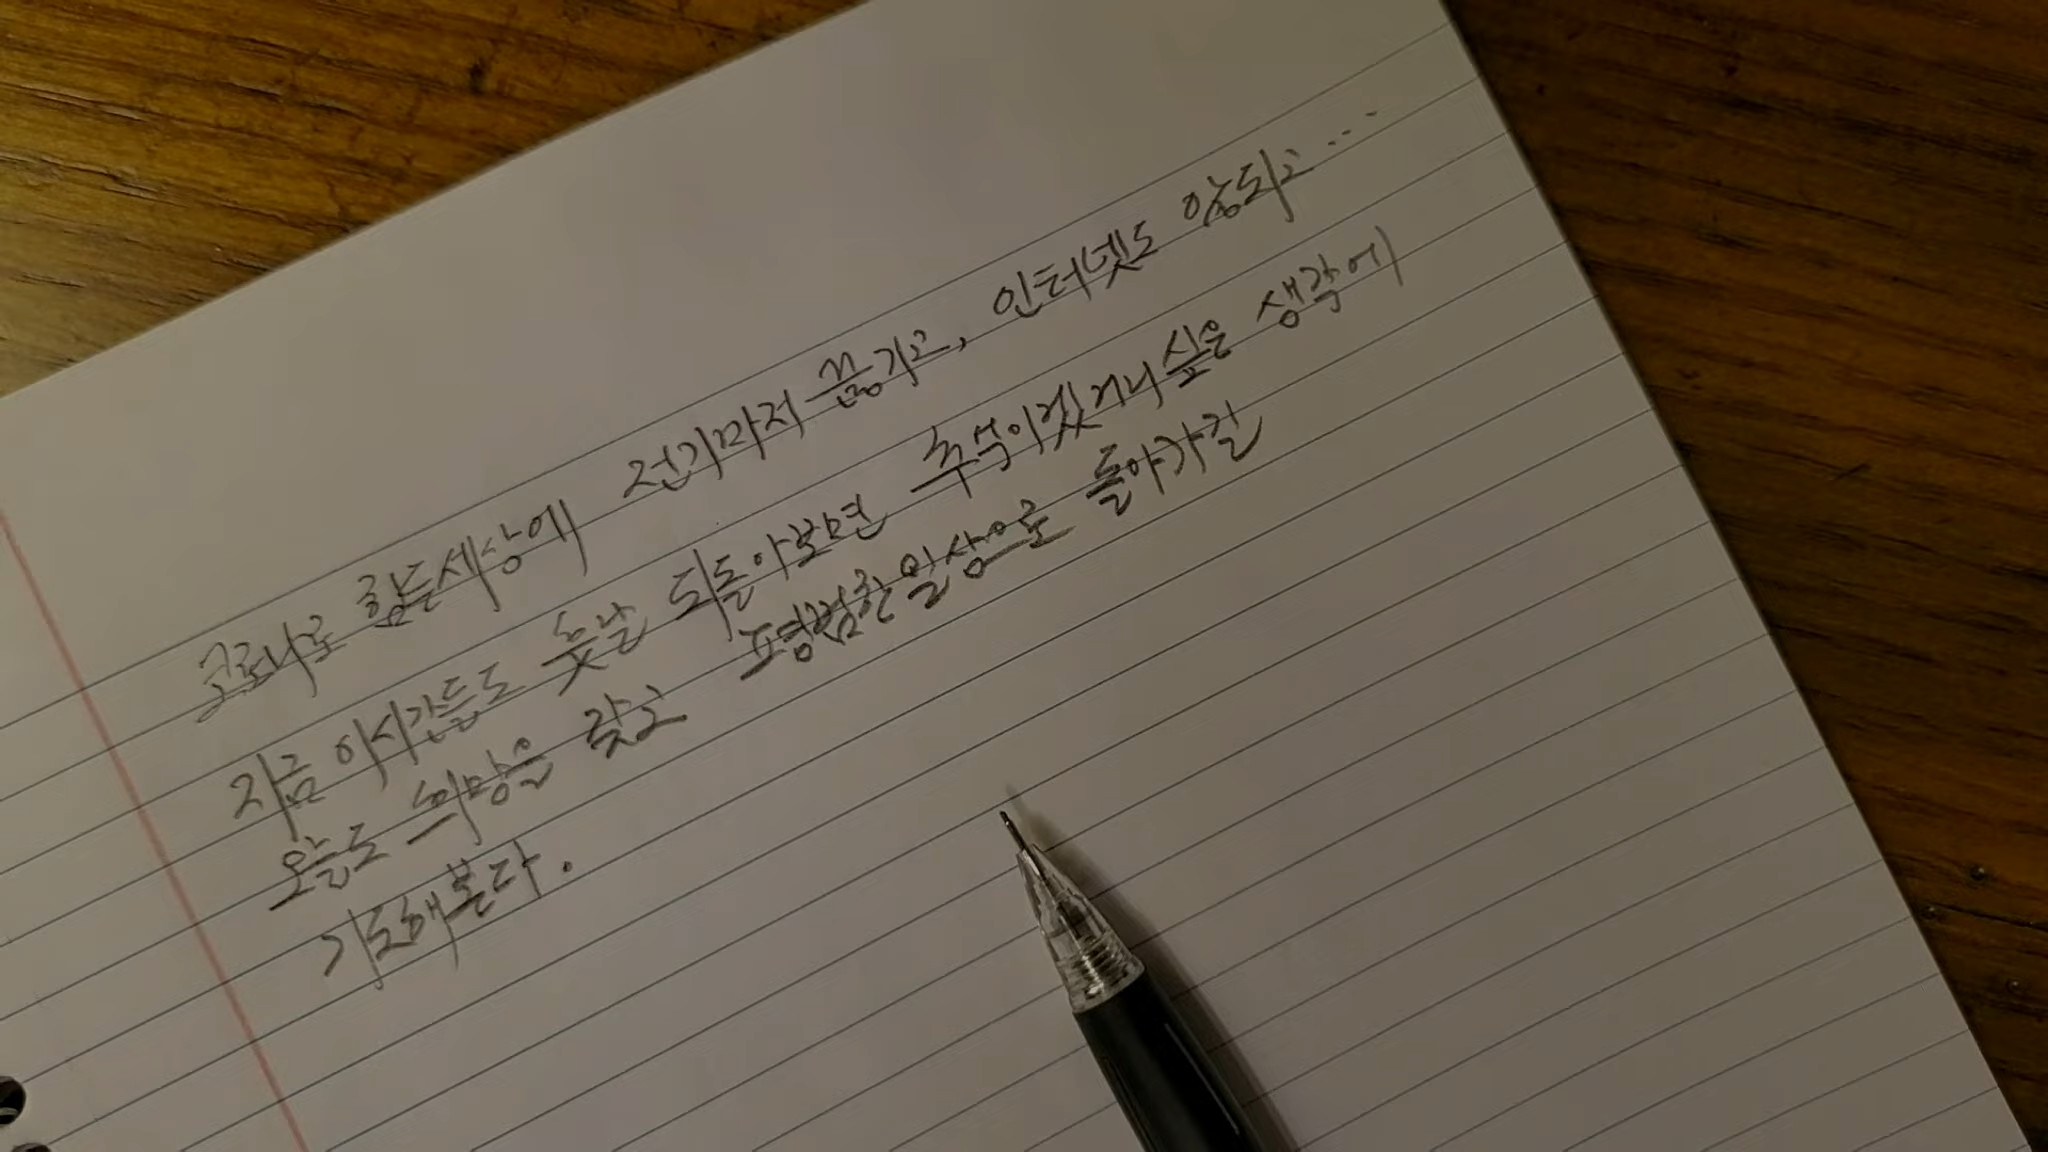 코로나로 힘든세상에 전기마저 끊기고, 인터넷도 안되고...
지금 이시간들도 훗날 되돌아보면 추억이겠거니 싶은 생각에
오늘도 희망을 갖고 평범한 일상으로 돌아가길
기도해본다.